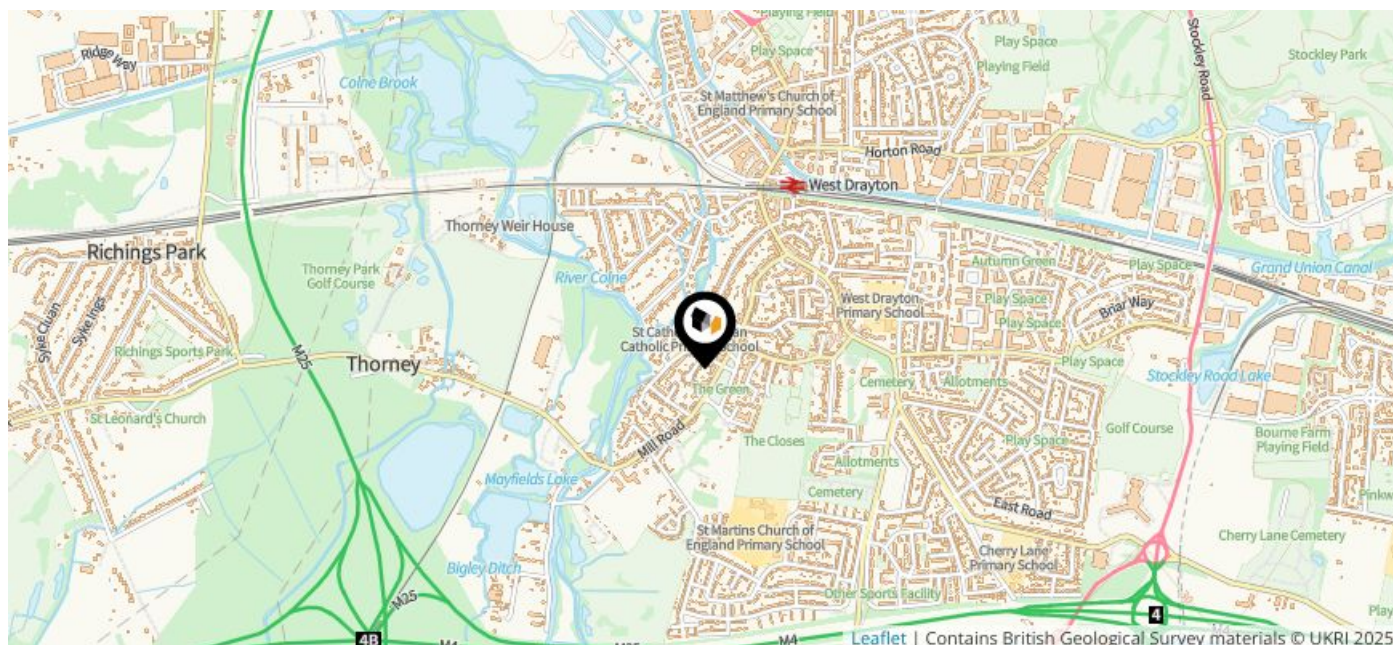 Playing Field
Ridge Way
Colne Brook
Play Space
Play Space
Playing Field
Stockley Road
Stockley Park
St Matthew's Church of
England Primary School
Horton Road
West Drayton
Thorney Weir House
Richings Park
Thorney Park
Golf Course
River Colne
Autumn Green
Play Space
Grand Union Canal
Syke Cluan
Syke Ings
West Drayton
Primary School
Play Space
Play Space
Briar Way
St
Catholic
School
Richings Sports Park
M25
Thorney
Play Space
Stockley Road Lake
The Green
Cemetery
Allotments
St Leonard's Church
Mill Road
The Closes
Play Space
Golf Course
Bourne Farm
Playing Field
Mayfields Lake
Allotments
Cemetery
East Road
St Martins Church of
England Primary School
Cherry Lane
Primary School
Cherry Lane Cemetery
Bigley Ditch
M25
Other Sports Facility
4B
M4
4
Leaflet | Contains British Geological Survey materials © UKRI 2025